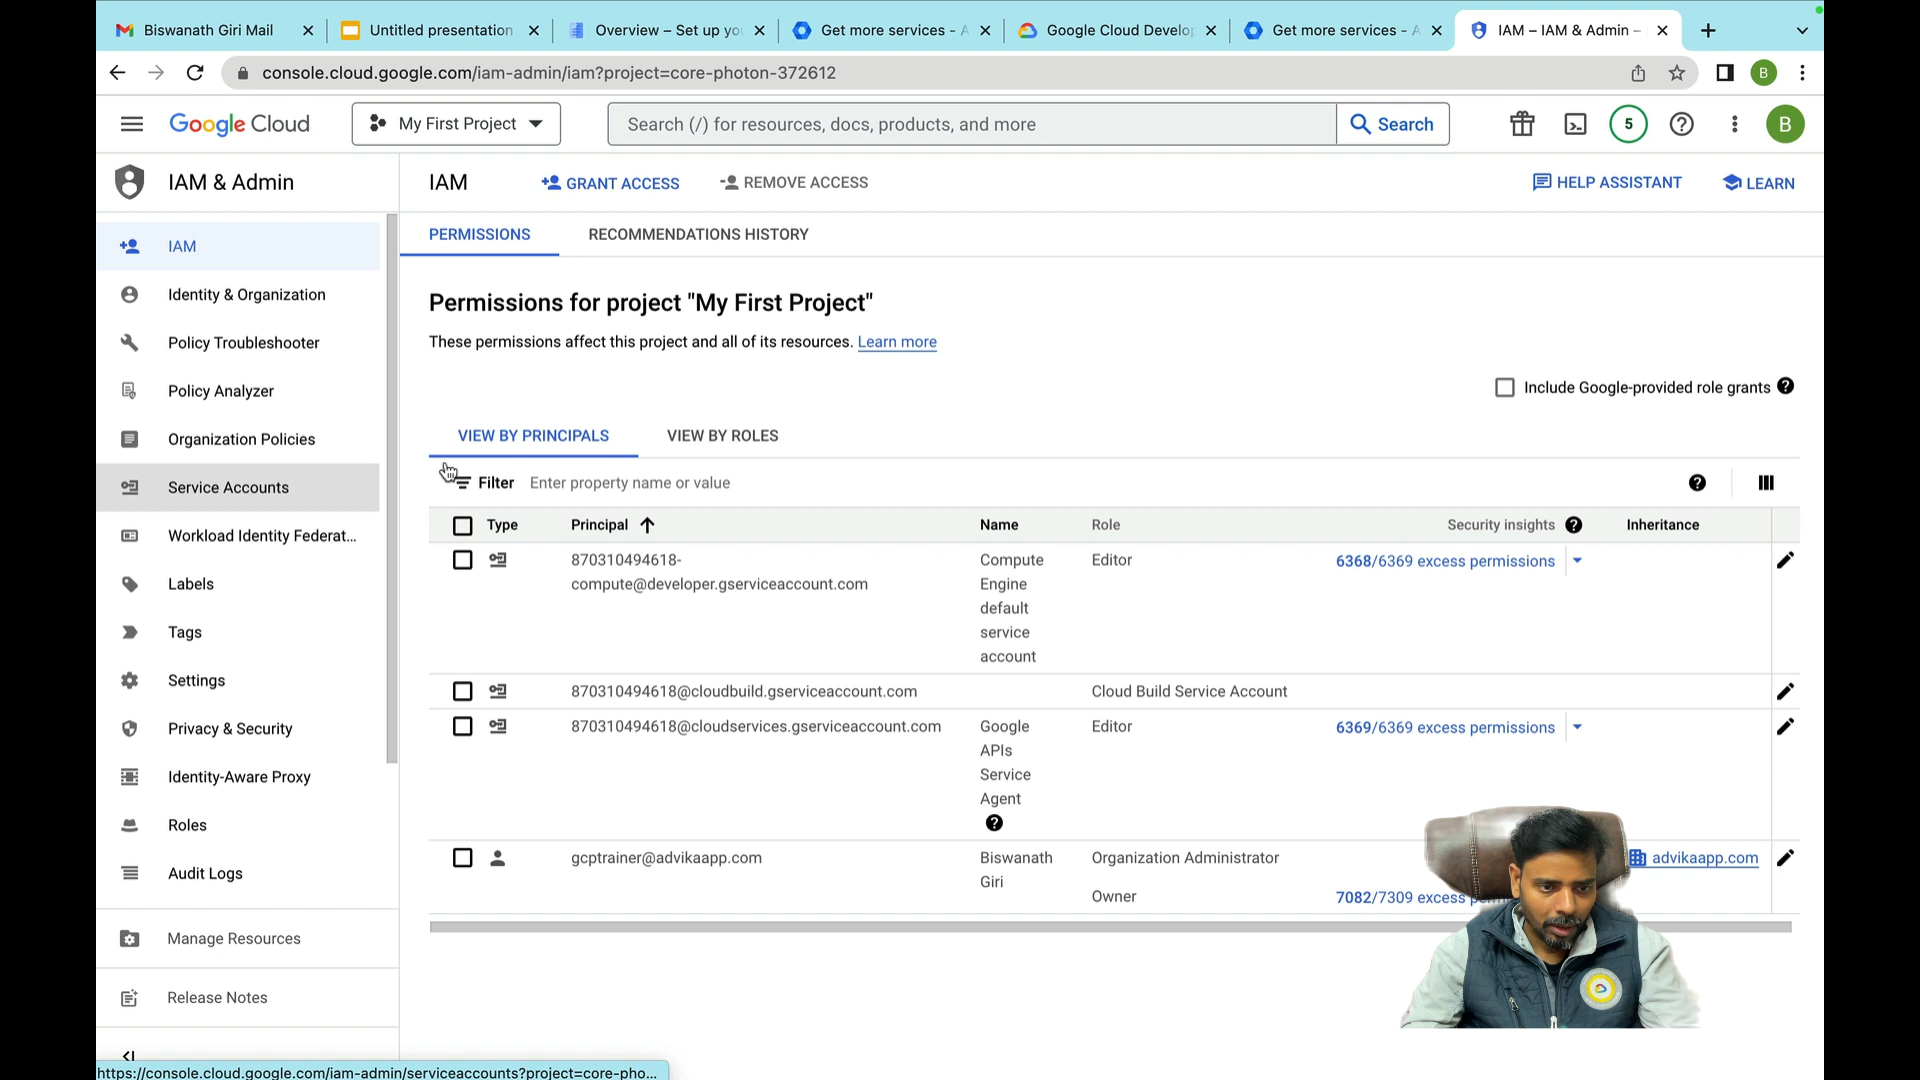 Biswanath Giri Mail
Untitled presentation
Overview – Set up yo
Get more services - A
Google Cloud Develo
Get more services - A
IAM – IAM & Admin –
console.cloud.google.com/iam-admin/iam?project=core-photon-372612
B
Google Cloud
My First Project
Search (/) for resources, docs, products, and more
Search
5
B
IAM & Admin
IAM
GRANT ACCESS
REMOVE ACCESS
HELP ASSISTANT
LEARN
IAM
Identity & Organization
Policy Troubleshooter
Policy Analyzer
Organization Policies
Service Accounts
Workload Identity Federat...
Labels
Tags
Settings
Privacy & Security
Identity-Aware Proxy
Roles
Audit Logs
Manage Resources
Release Notes
PERMISSIONS
RECOMMENDATIONS HISTORY
Permissions for project "My First Project"
These permissions affect this project and all of its resources. Learn more
Include Google-provided role grants
VIEW BY PRINCIPALS
VIEW BY ROLES
Filter Enter property name or value
Type Principal Name Role Security insights Inheritance
870310494618-
compute@developer.gserviceaccount.com
Compute
Engine
default
service
account
Editor
6368/6369 excess permissions
870310494618@cloudbuild.gserviceaccount.com
Cloud Build Service Account
870310494618@cloudservices.gserviceaccount.com
Google
APIs
Service
Agent
Editor
6369/6369 excess permissions
gcptrainer@advikaapp.com
Biswanath
Giri
Organization Administrator
advikaapp.com
Owner
7082/7309 excess
https://console.cloud.google.com/iam-admin/serviceaccounts?project=core-pho...